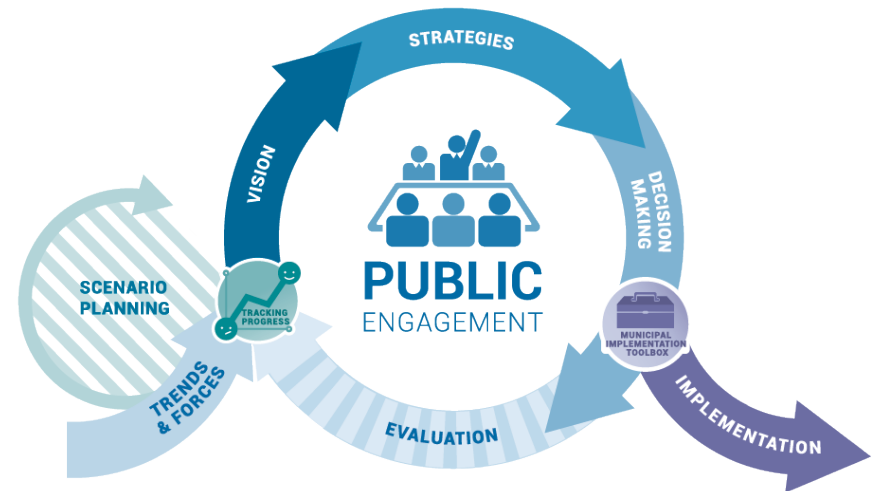 STRATEGIES
VISION
DECISION
MAKING
SCENARIO
PLANNING
TRACKING
PROGRESS
PUBLIC
ENGAGEMENT
MUNICIPAL
IMPLEMENTATION
TOOLBOX
TRENDS
& FORCES
EVALUATION
IMPLEMENTATION